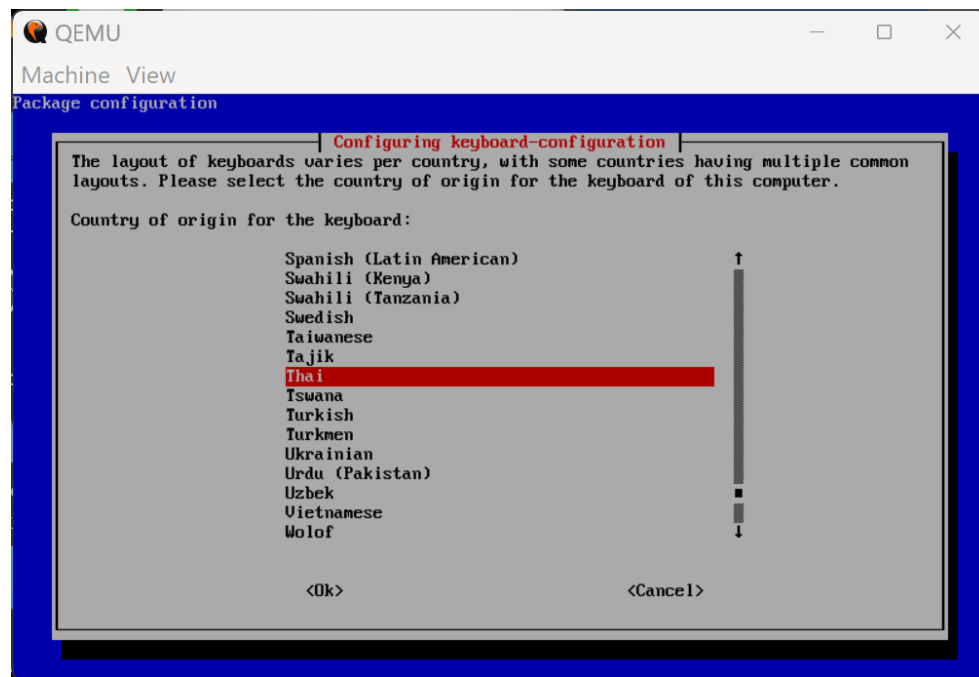 QEMU
Machine View
Package configuration
Configuring keyboard-configuration
The layout of keyboards varies per country, with some countries having multiple common
layouts. Please select the country of origin for the keyboard of this computer.
Country of origin for the keyboard:
Spanish (Latin American)
Swahili (Kenya)
Swahili (Tanzania)
Swedish
Taiwanese
Tajik
Thai
Tswana
Turkish
Turkmen
Ukrainian
Urdu (Pakistan)
Uzbek
Vietnamese
Wolof
<Ok> <Cancel>